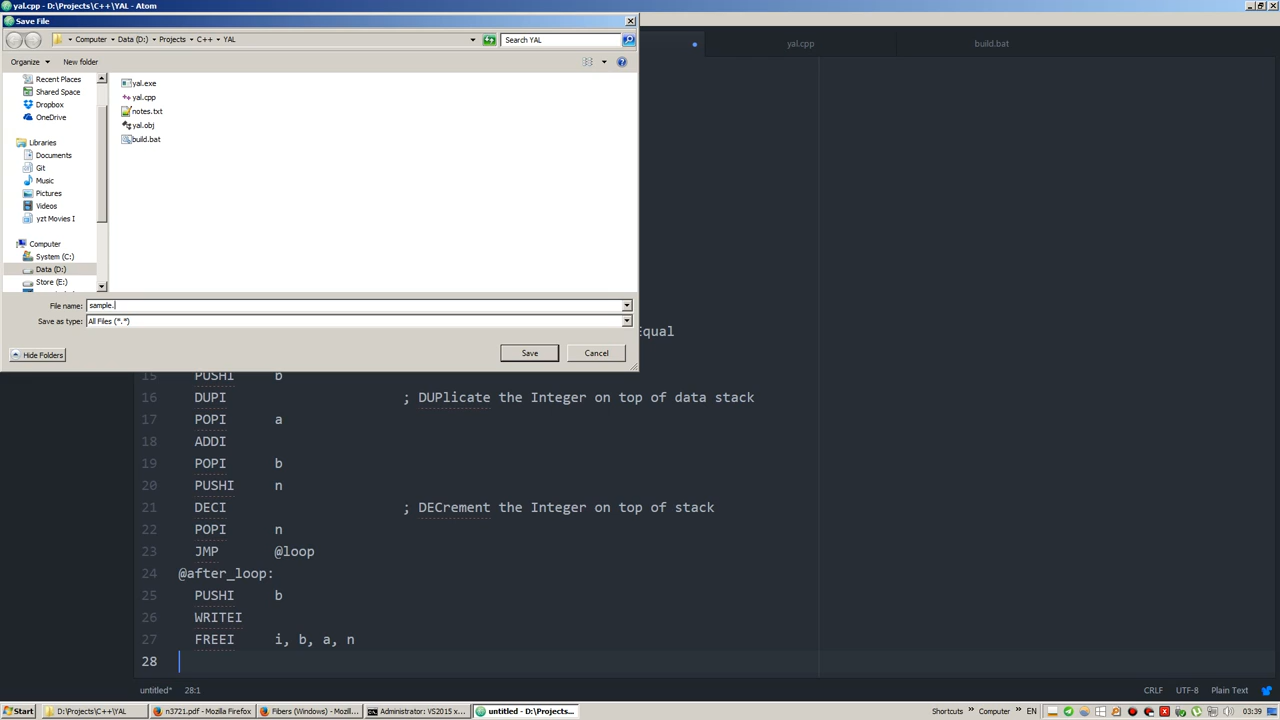 yal.cpp - D:\Projects\C++\YAL - Atom
Save File
Computer Data (D:) Projects C++ YAL
Search YAL
Organize New folder
Recent Places
Shared Space
Dropbox
OneDrive
Libraries
Documents
Git
Music
Pictures
Videos
yzt Movies I
Computer
System (C:)
Data (D:)
Store (E:)
yal.exe
yal.cpp
notes.txt
yal.obj
build.bat
File name: sample.
Save as type: All Files (*.*)
Hide Folders
Save Cancel
yal.cpp build.bat
Equal
15 PUSHI b
16 DUPI ; DUPlicate the Integer on top of data stack
17 POPI a
18 ADDI
19 POPI b
20 PUSHI n
21 DECI ; DECrement the Integer on top of stack
22 POPI n
23 JMP @loop
24 @after_loop:
25 PUSHI b
26 WRITEI
27 FREEI i, b, a, n
28
untitled* 28:1 CRLF UTF-8 Plain Text
Start D:\Projects\C++\YAL n3721.pdf - Mozilla Firefox Fibers (Windows) - Mozill... Administrator: VS2015 x... untitled - D:\Projects... Shortcuts » Computer » EN 03:39